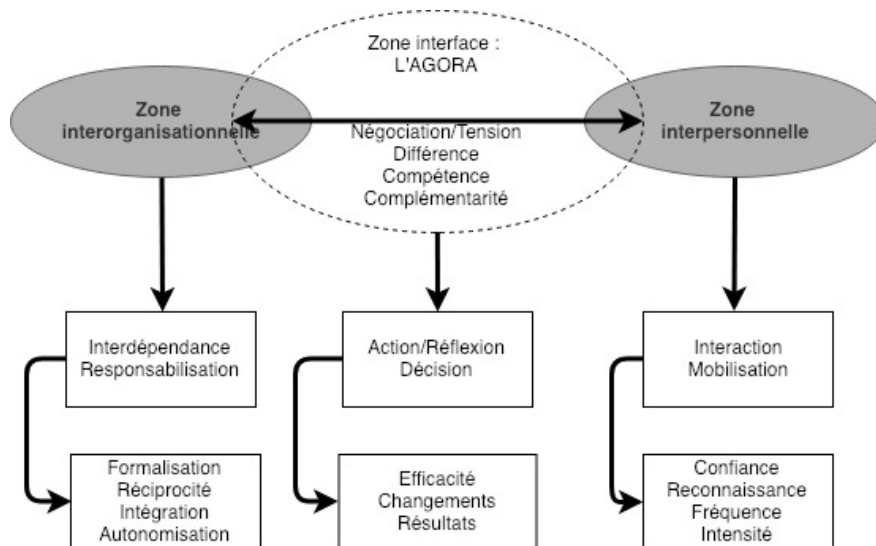 Zone interface :
L'AGORA
Zone
interorganisationnelle
Zone
interpersonnelle
Négociation/Tension
Différence
Compétence
Complémentarité
Interdépendance
Responsabilisation
Action/Réflexion
Décision
Interaction
Mobilisation
Formalisation
Réciprocité
Intégration
Autonomisation
Efficacité
Changements
Résultats
Confiance
Reconnaissance
Fréquence
Intensité